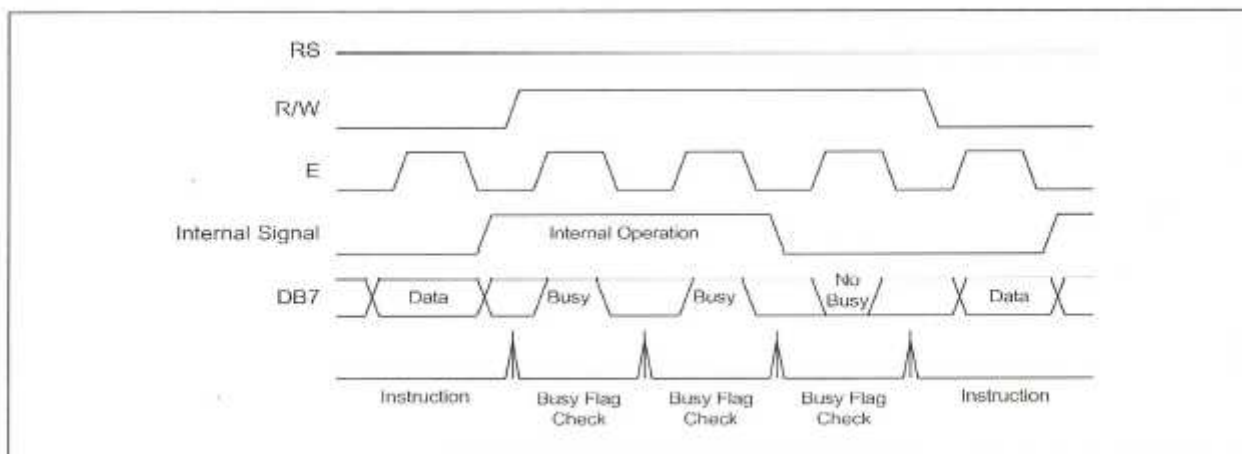 RS
R/W
E
Internal Signal
Internal Operation
DB7
Data
Busy
Busy
No
Busy
Data
Instruction
Busy Flag
Check
Busy Flag
Check
Busy Flag
Check
Instruction